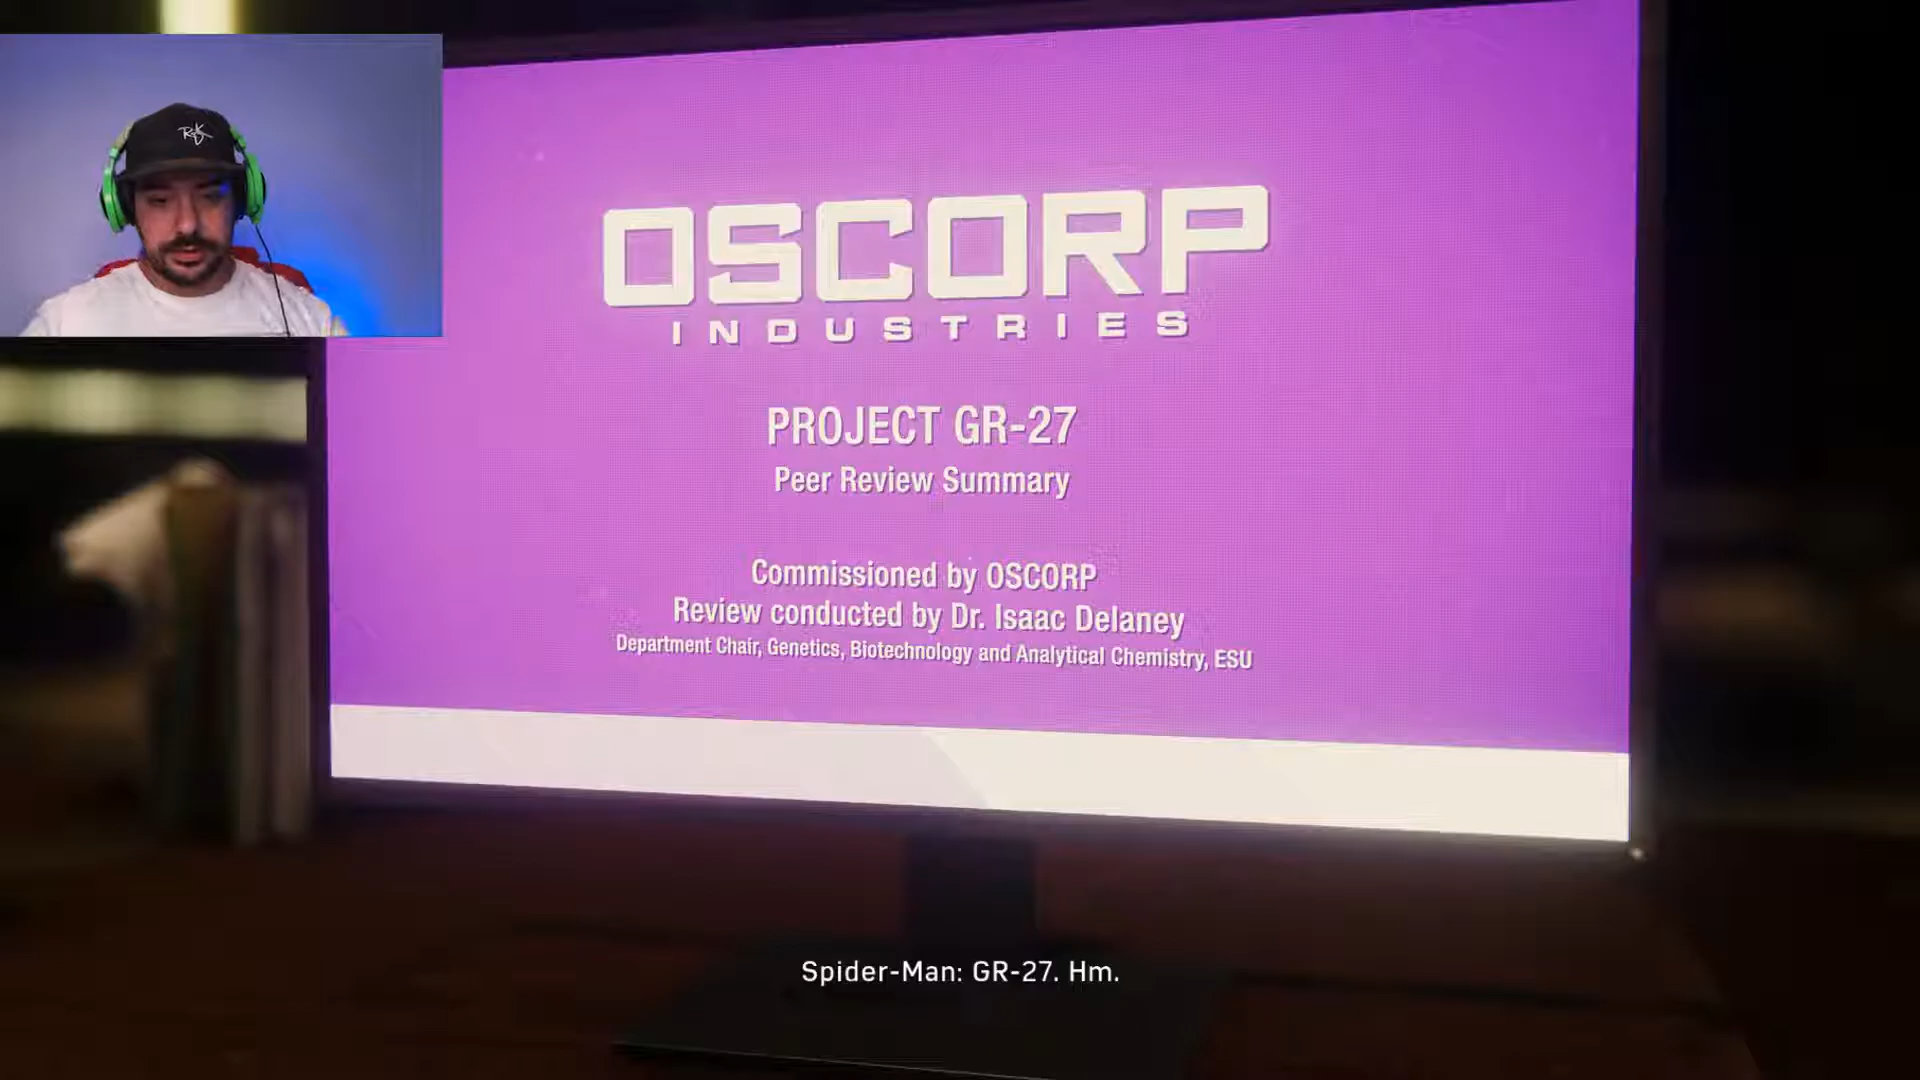 RK
OSCORP
INDUSTRIES
PROJECT GR-27
Peer Review Summary
Commissioned by OSCORP
Review conducted by Dr. Isaac Delaney
Department Chair, Genetics, Biotechnology and Analytical Chemistry, ESU
Spider-Man: GR-27. Hm.